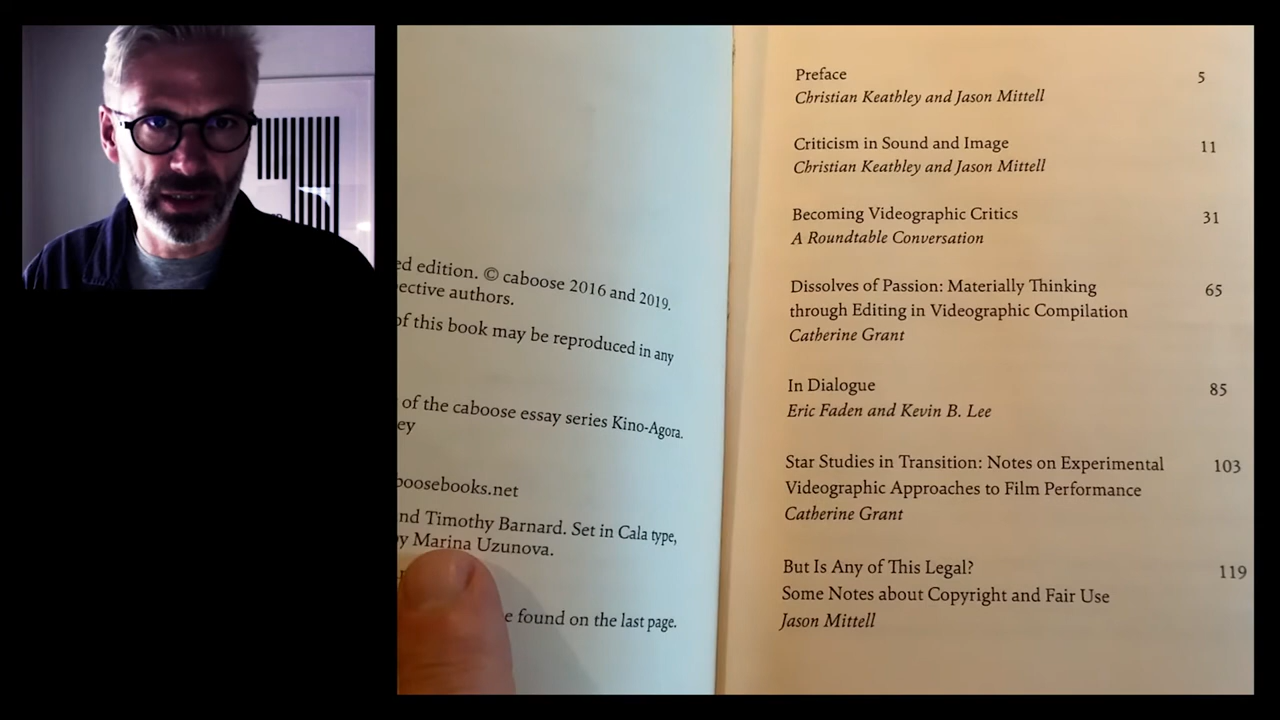 ed edition. © caboose 2016 and 2019.
pective authors.
of this book may be reproduced in any
of the caboose essay series Kino-Agora.
ey
boosebooks.net
nd Timothy Barnard. Set in Cala type,
by Marina Uzunova.
e found on the last page.
Preface 5
Christian Keathley and Jason Mittell
Criticism in Sound and Image 11
Christian Keathley and Jason Mittell
Becoming Videographic Critics 31
A Roundtable Conversation
Dissolves of Passion: Materially Thinking 65
through Editing in Videographic Compilation
Catherine Grant
In Dialogue 85
Eric Faden and Kevin B. Lee
Star Studies in Transition: Notes on Experimental 103
Videographic Approaches to Film Performance
Catherine Grant
But Is Any of This Legal? 119
Some Notes about Copyright and Fair Use
Jason Mittell